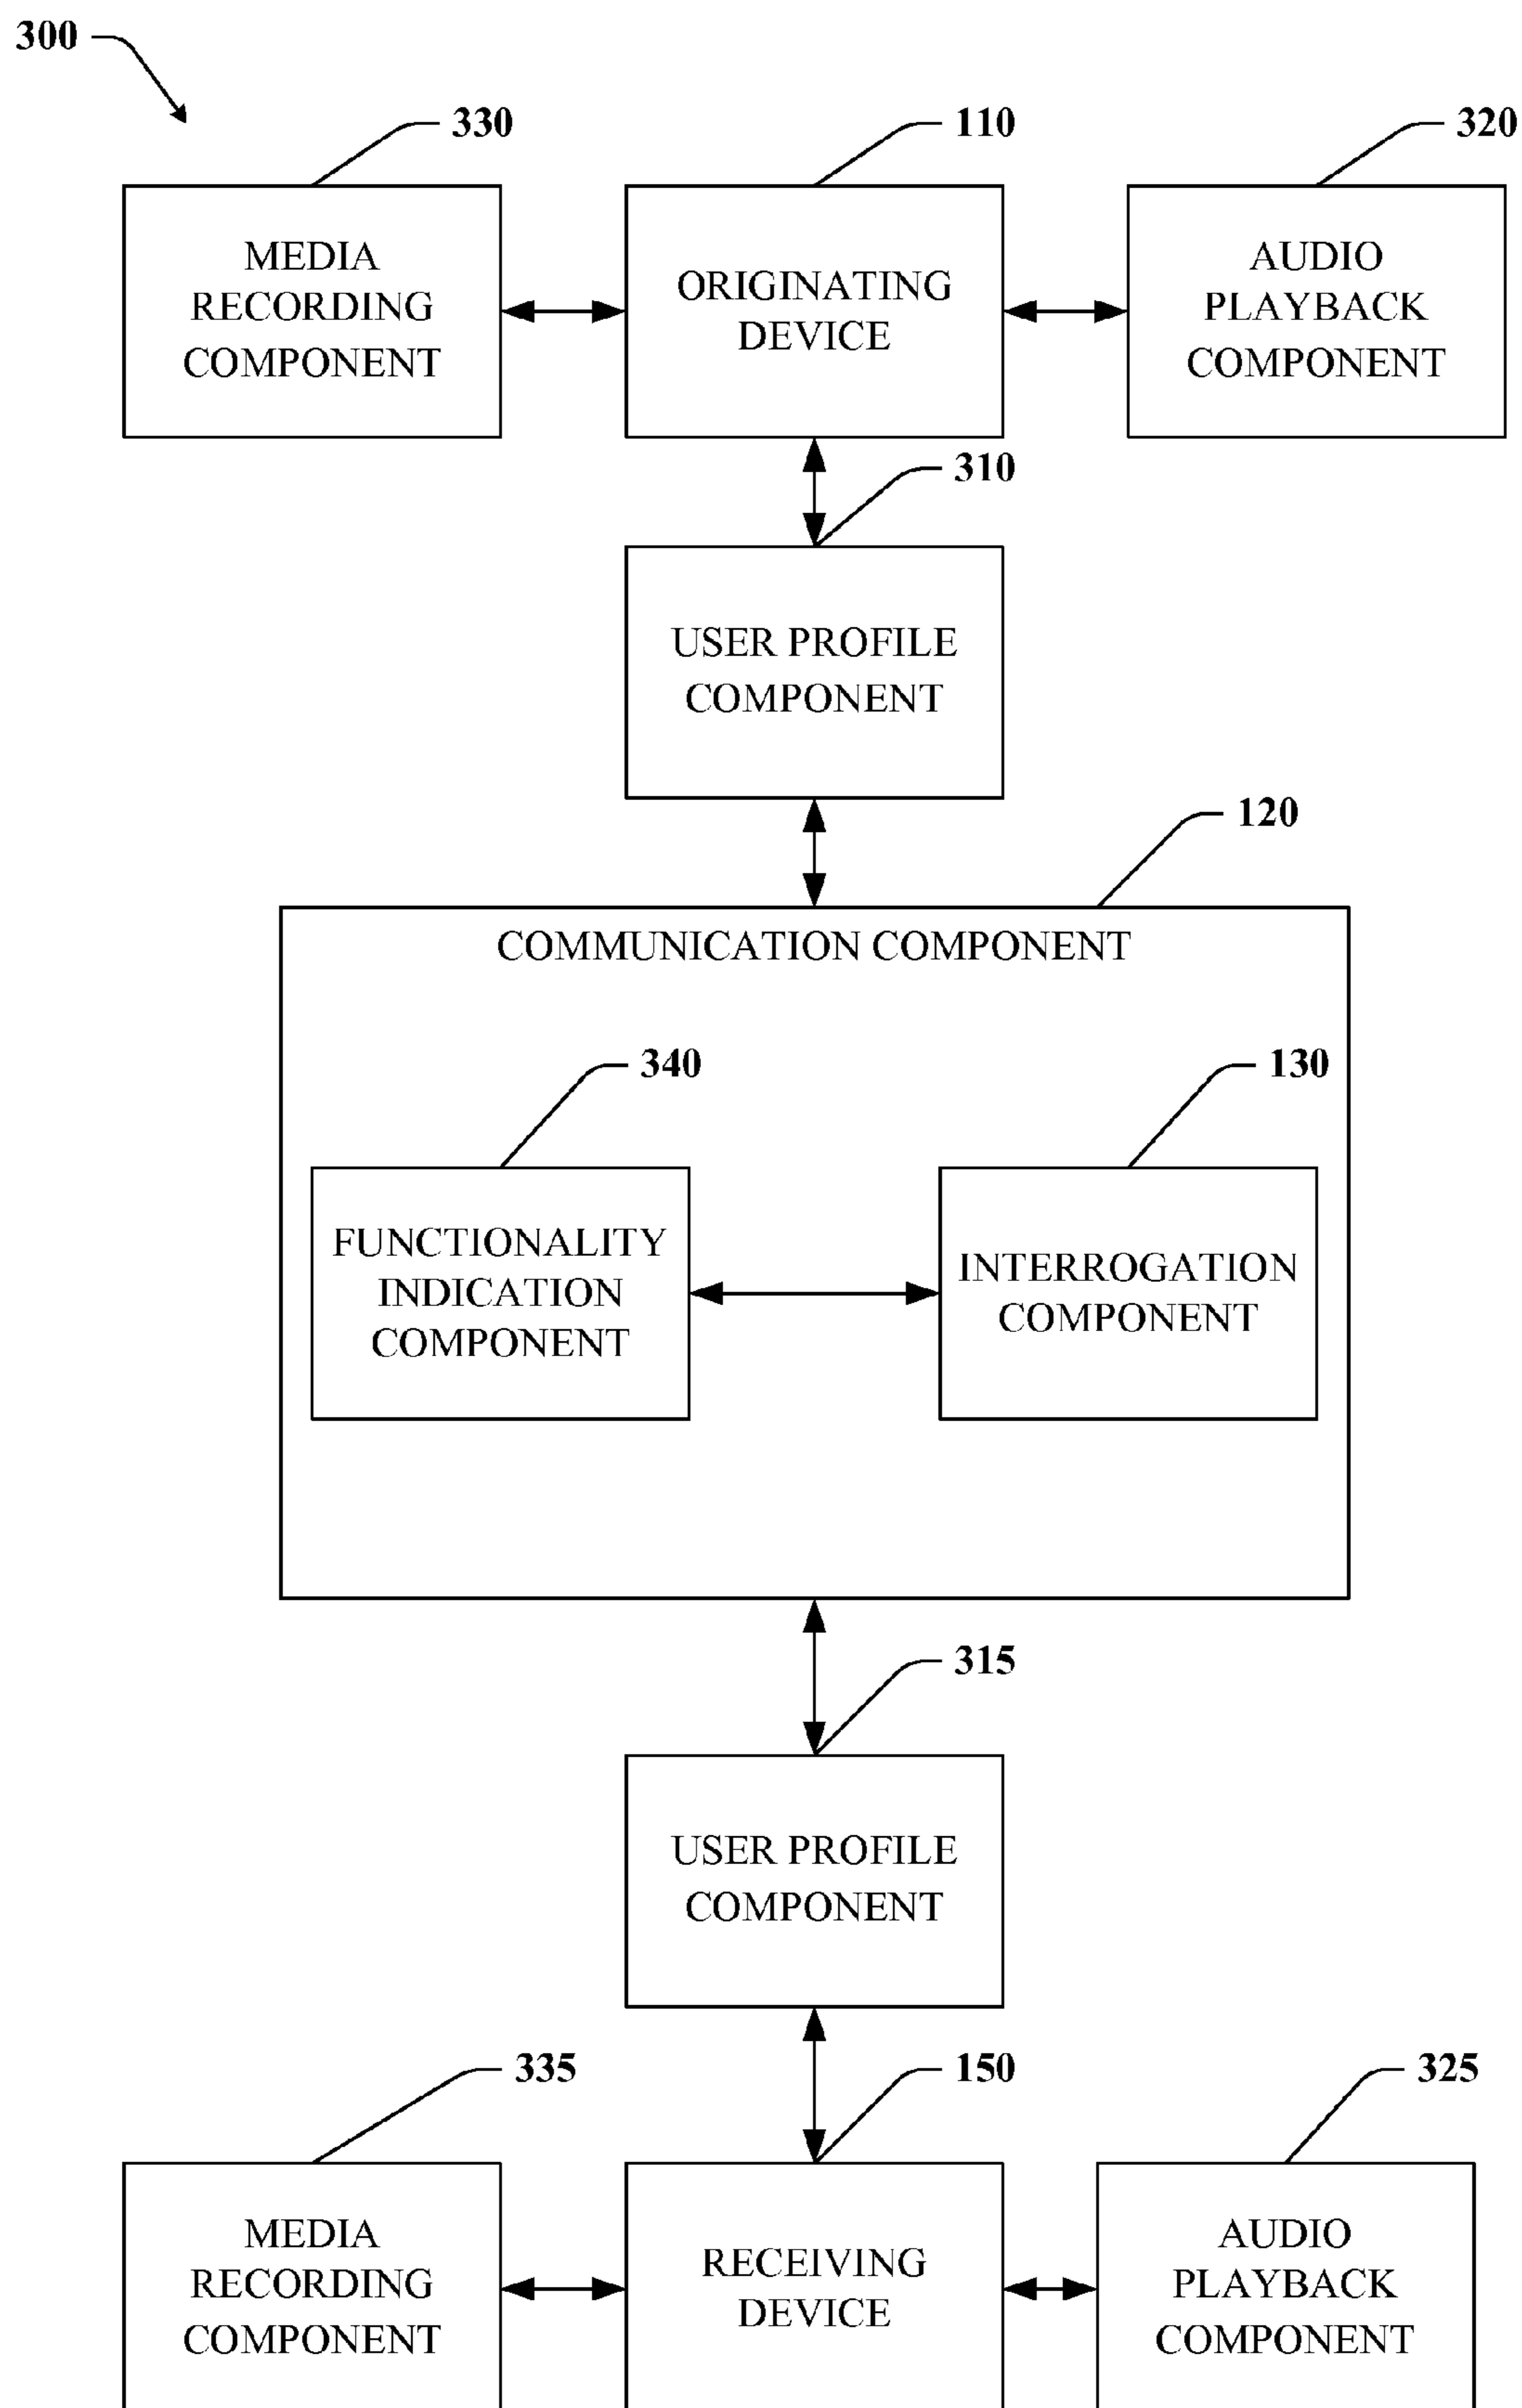 300
330
110
320
MEDIA
RECORDING
COMPONENT
ORIGINATING
DEVICE
AUDIO
PLAYBACK
COMPONENT
310
USER PROFILE
COMPONENT
120
COMMUNICATION COMPONENT
340
130
FUNCTIONALITY
INDICATION
COMPONENT
INTERROGATION
COMPONENT
315
USER PROFILE
COMPONENT
335
150
325
MEDIA
RECORDING
COMPONENT
RECEIVING
DEVICE
AUDIO
PLAYBACK
COMPONENT